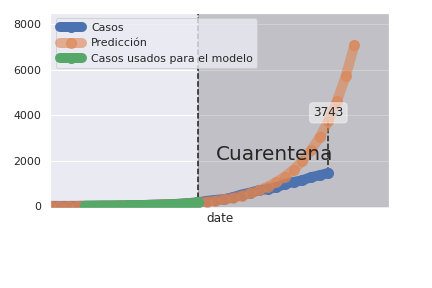 8000
Casos
Predicción
Casos usados para el modelo
6000
4000
3743
Cuarentena
2000
0
date